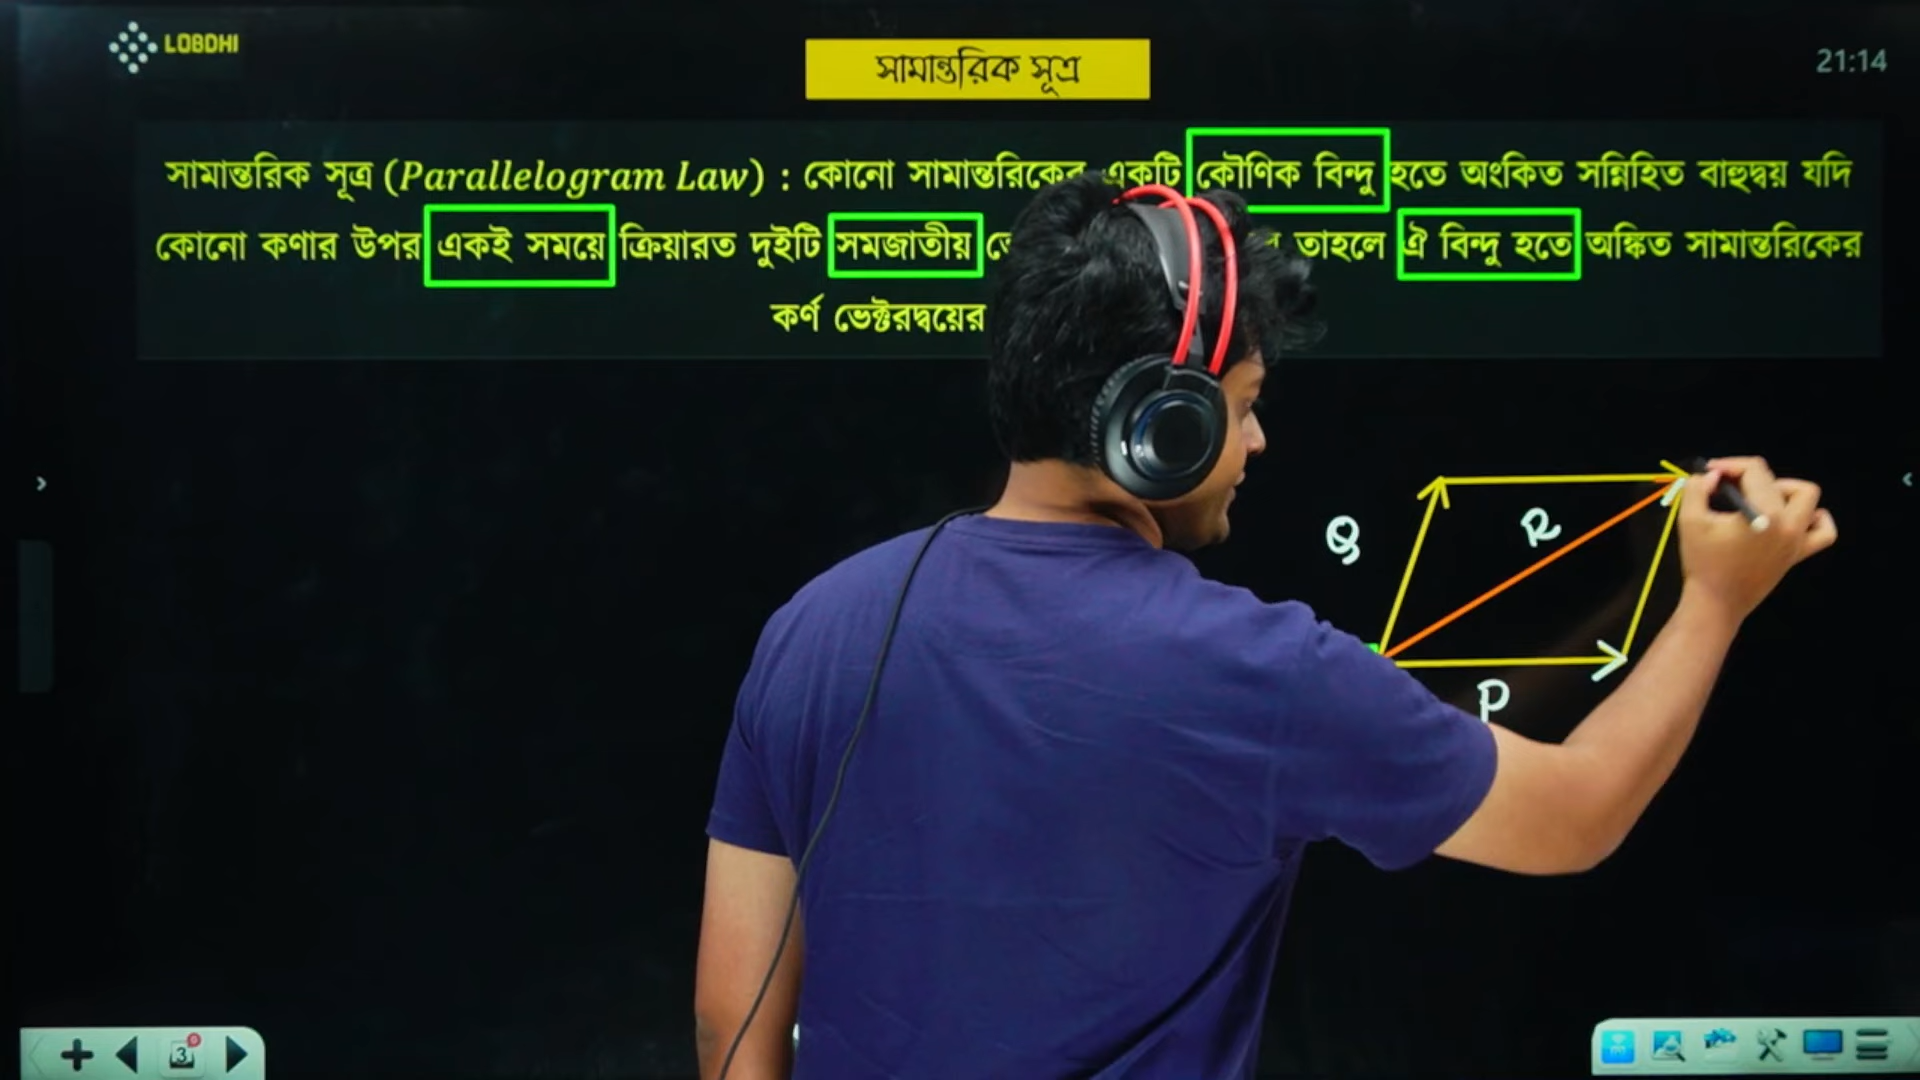 LOBDHI
সামান্তরিক সূত্র
21:14
সামান্তরিক সূত্র (Parallelogram Law) : কোনো সামান্তরিকের একটি কৌণিক বিন্দু হতে অংকিত সন্নিহিত বাহুদ্বয় যদি
কোনো কণার উপর একই সময়ে ক্রিয়ারত দুইটি সমজাতীয় তাহলে ঐ বিন্দু হতে অঙ্কিত সামান্তরিকের
কর্ণ ভেক্টরদ্বয়ের
Q
R
P
3